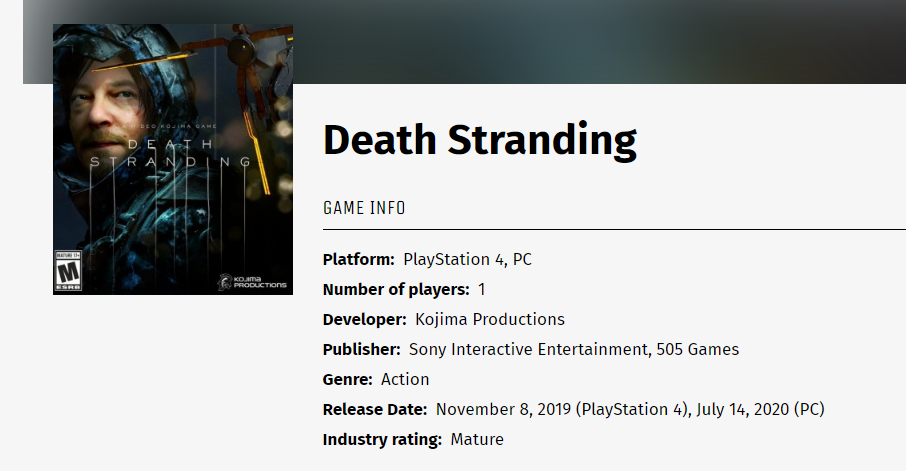 A HIDEO KOJIMA GAME
DEATH
STRANDING
MATURE 17+
M
ESRB
KOJIMA
PRODUCTIONS
Death Stranding
GAME INFO
Platform: PlayStation 4, PC
Number of players: 1
Developer: Kojima Productions
Publisher: Sony Interactive Entertainment, 505 Games
Genre: Action
Release Date: November 8, 2019 (PlayStation 4), July 14, 2020 (PC)
Industry rating: Mature